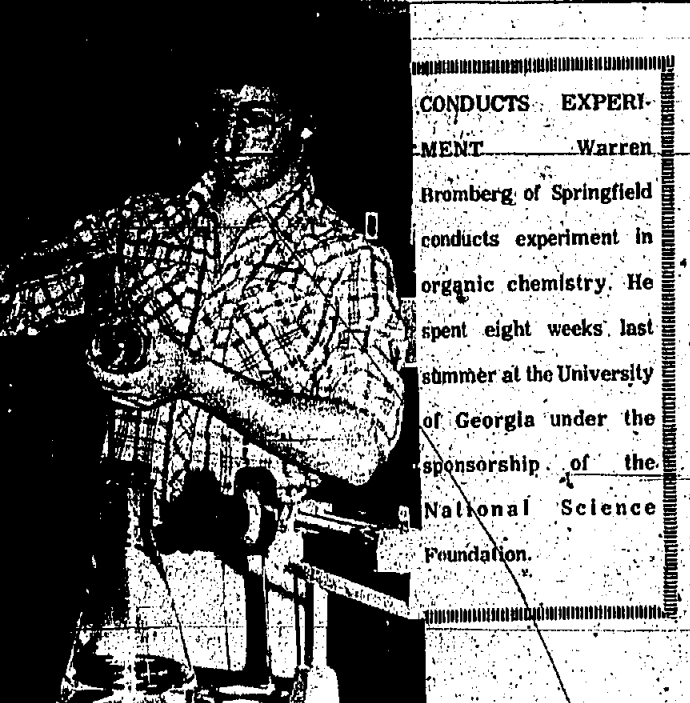 CONDUCTS EXPERI-
MENT Warren
Bromberg of Springfield
conducts experiment in
organic chemistry. He
spent eight weeks last
summer at the University
of Georgia under the
sponsorship of the
National Science
Foundation.